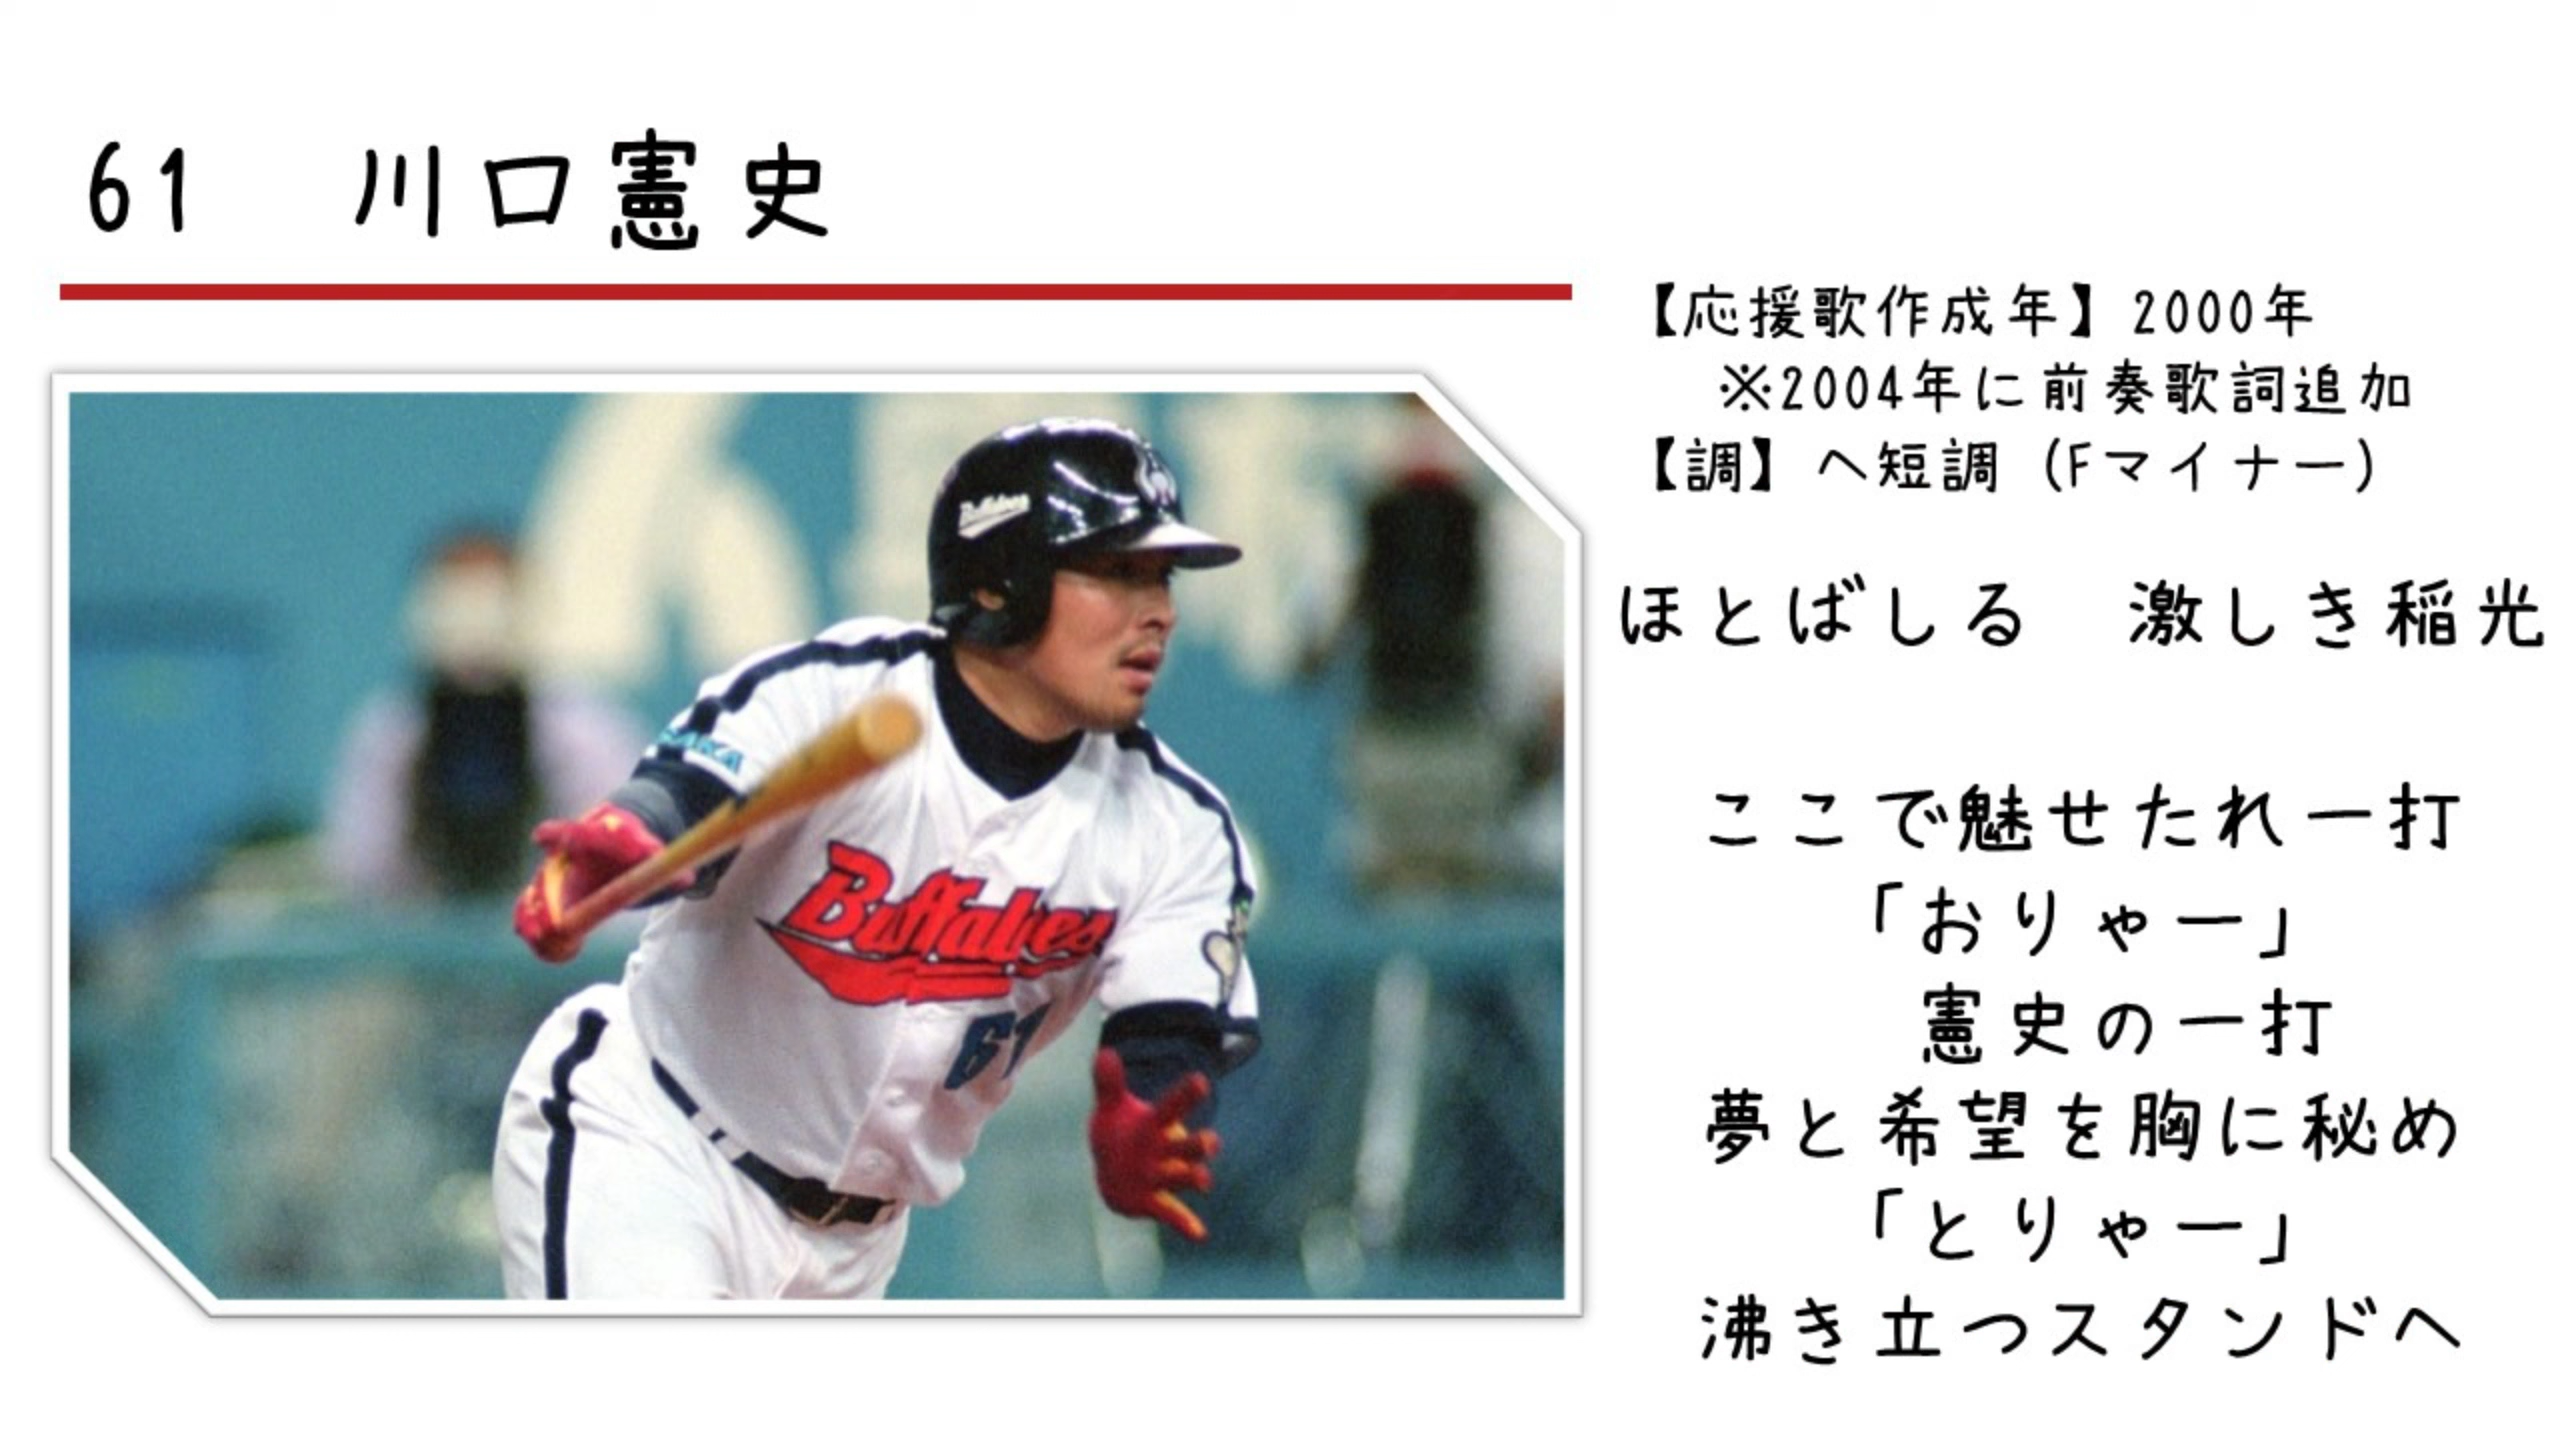 61　川口憲史
【応援歌作成年】2000年
※2004年に前奏歌詞追加
【調】ヘ短調（Fマイナー）
ほとばしる　激しき稲光
ここで魅せたれ一打
「おりゃー」
憲史の一打
夢と希望を胸に秘め
「とりゃー」
沸き立つスタンドへ
Buffaloes
Buffaloes
61